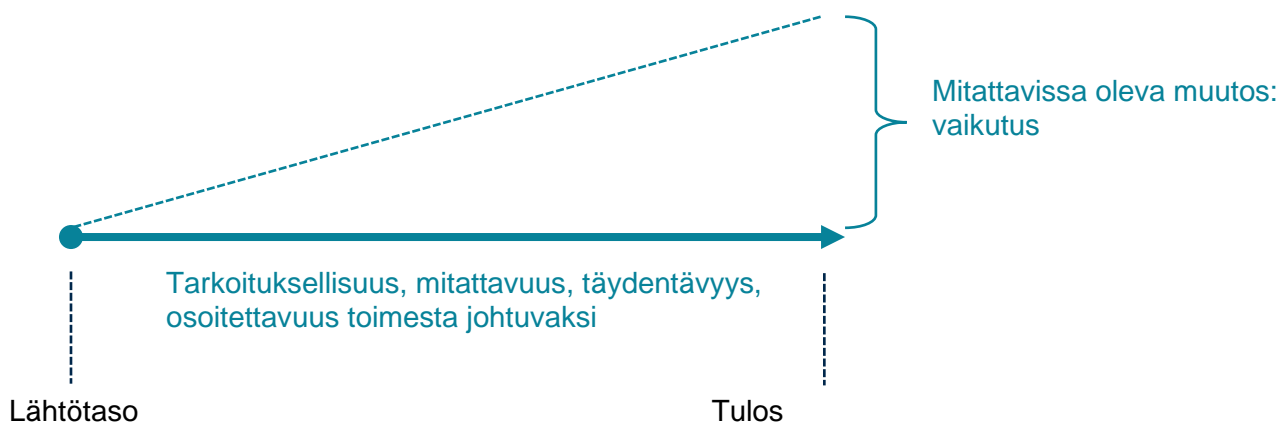 Mitattavissa oleva muutos:
vaikutus
Tarkoituksellisuus, mitattavuus, täydentävyys,
osoitettavuus toimesta johtuvaksi
Lähtötaso
Tulos